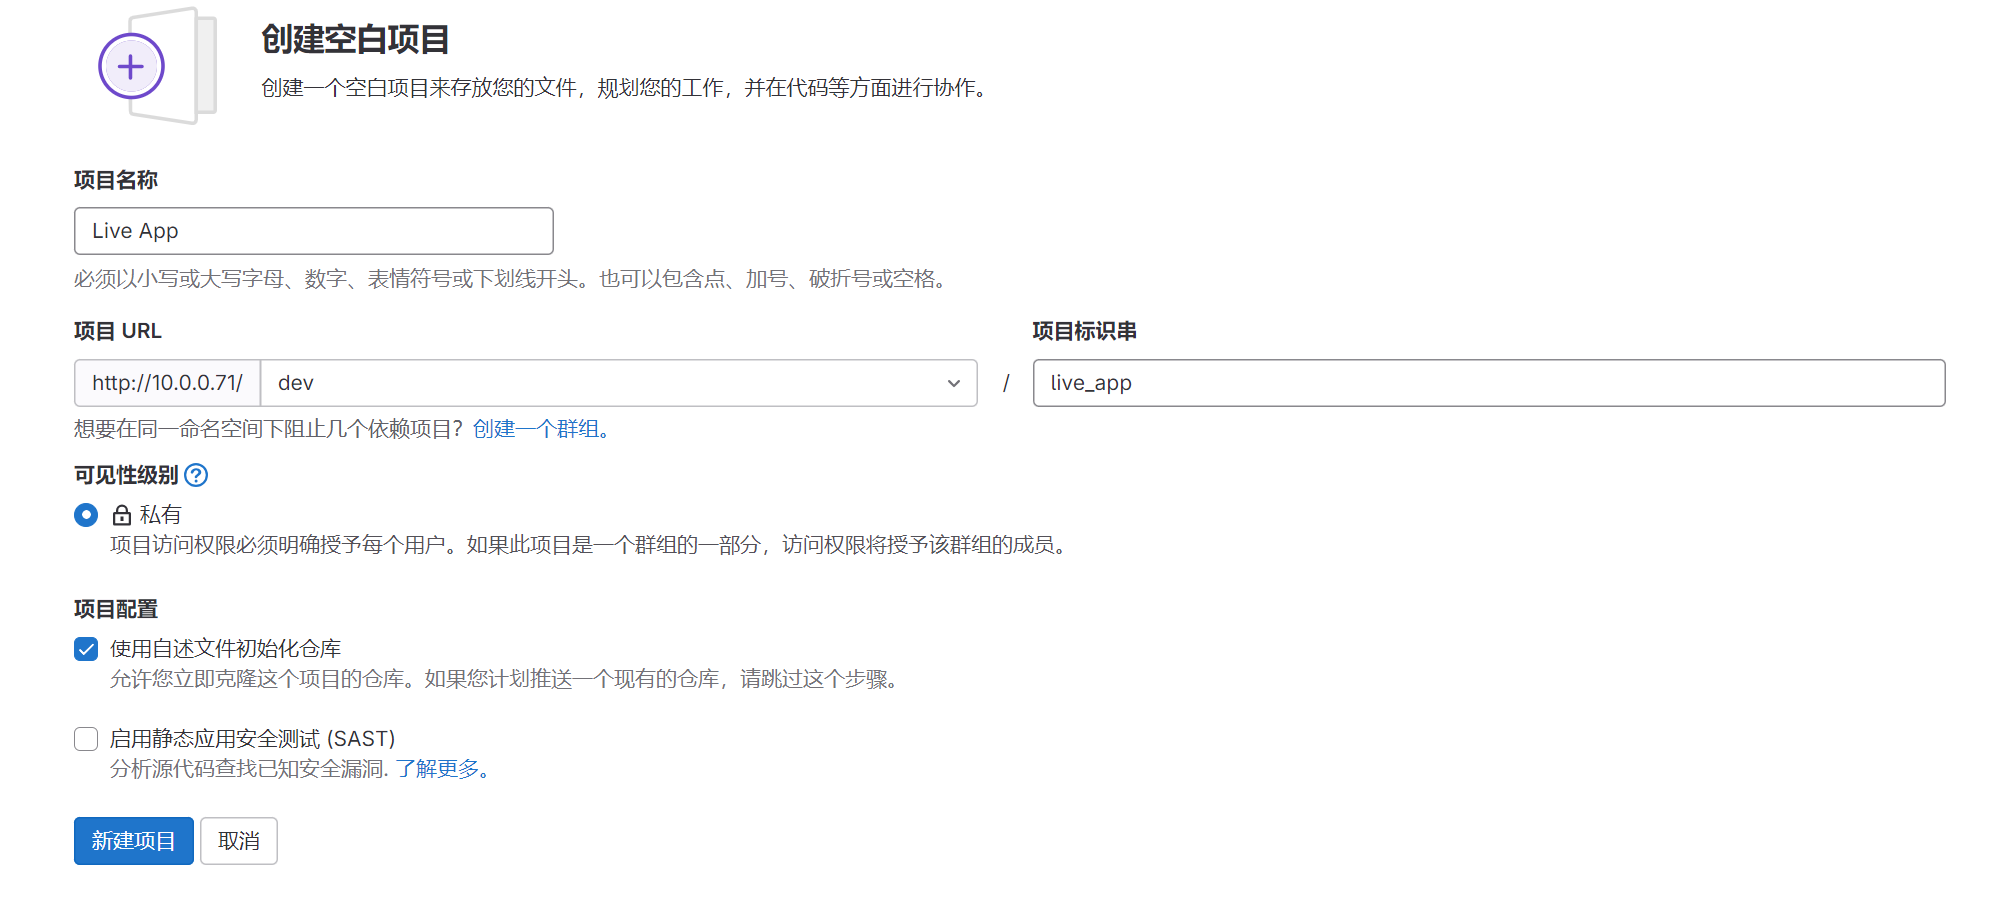 创建空白项目
创建一个空白项目来存放您的文件，规划您的工作，并在代码等方面进行协作。
项目名称
Live App
必须以小写或大写字母、数字、表情符号或下划线开头。也可以包含点、加号、破折号或空格。
项目 URL
项目标识串
http://10.0.0.71/ dev / live_app
想要在同一命名空间下阻止几个依赖项目？创建一个群组。
可见性级别
私有
项目访问权限必须明确授予每个用户。如果此项目是一个群组的一部分，访问权限将授予该群组的成员。
项目配置
使用自述文件初始化仓库
允许您立即克隆这个项目的仓库。如果您计划推送一个现有的仓库，请跳过这个步骤。
启用静态应用安全测试 (SAST)
分析源代码查找已知安全漏洞. 了解更多。
新建项目 取消